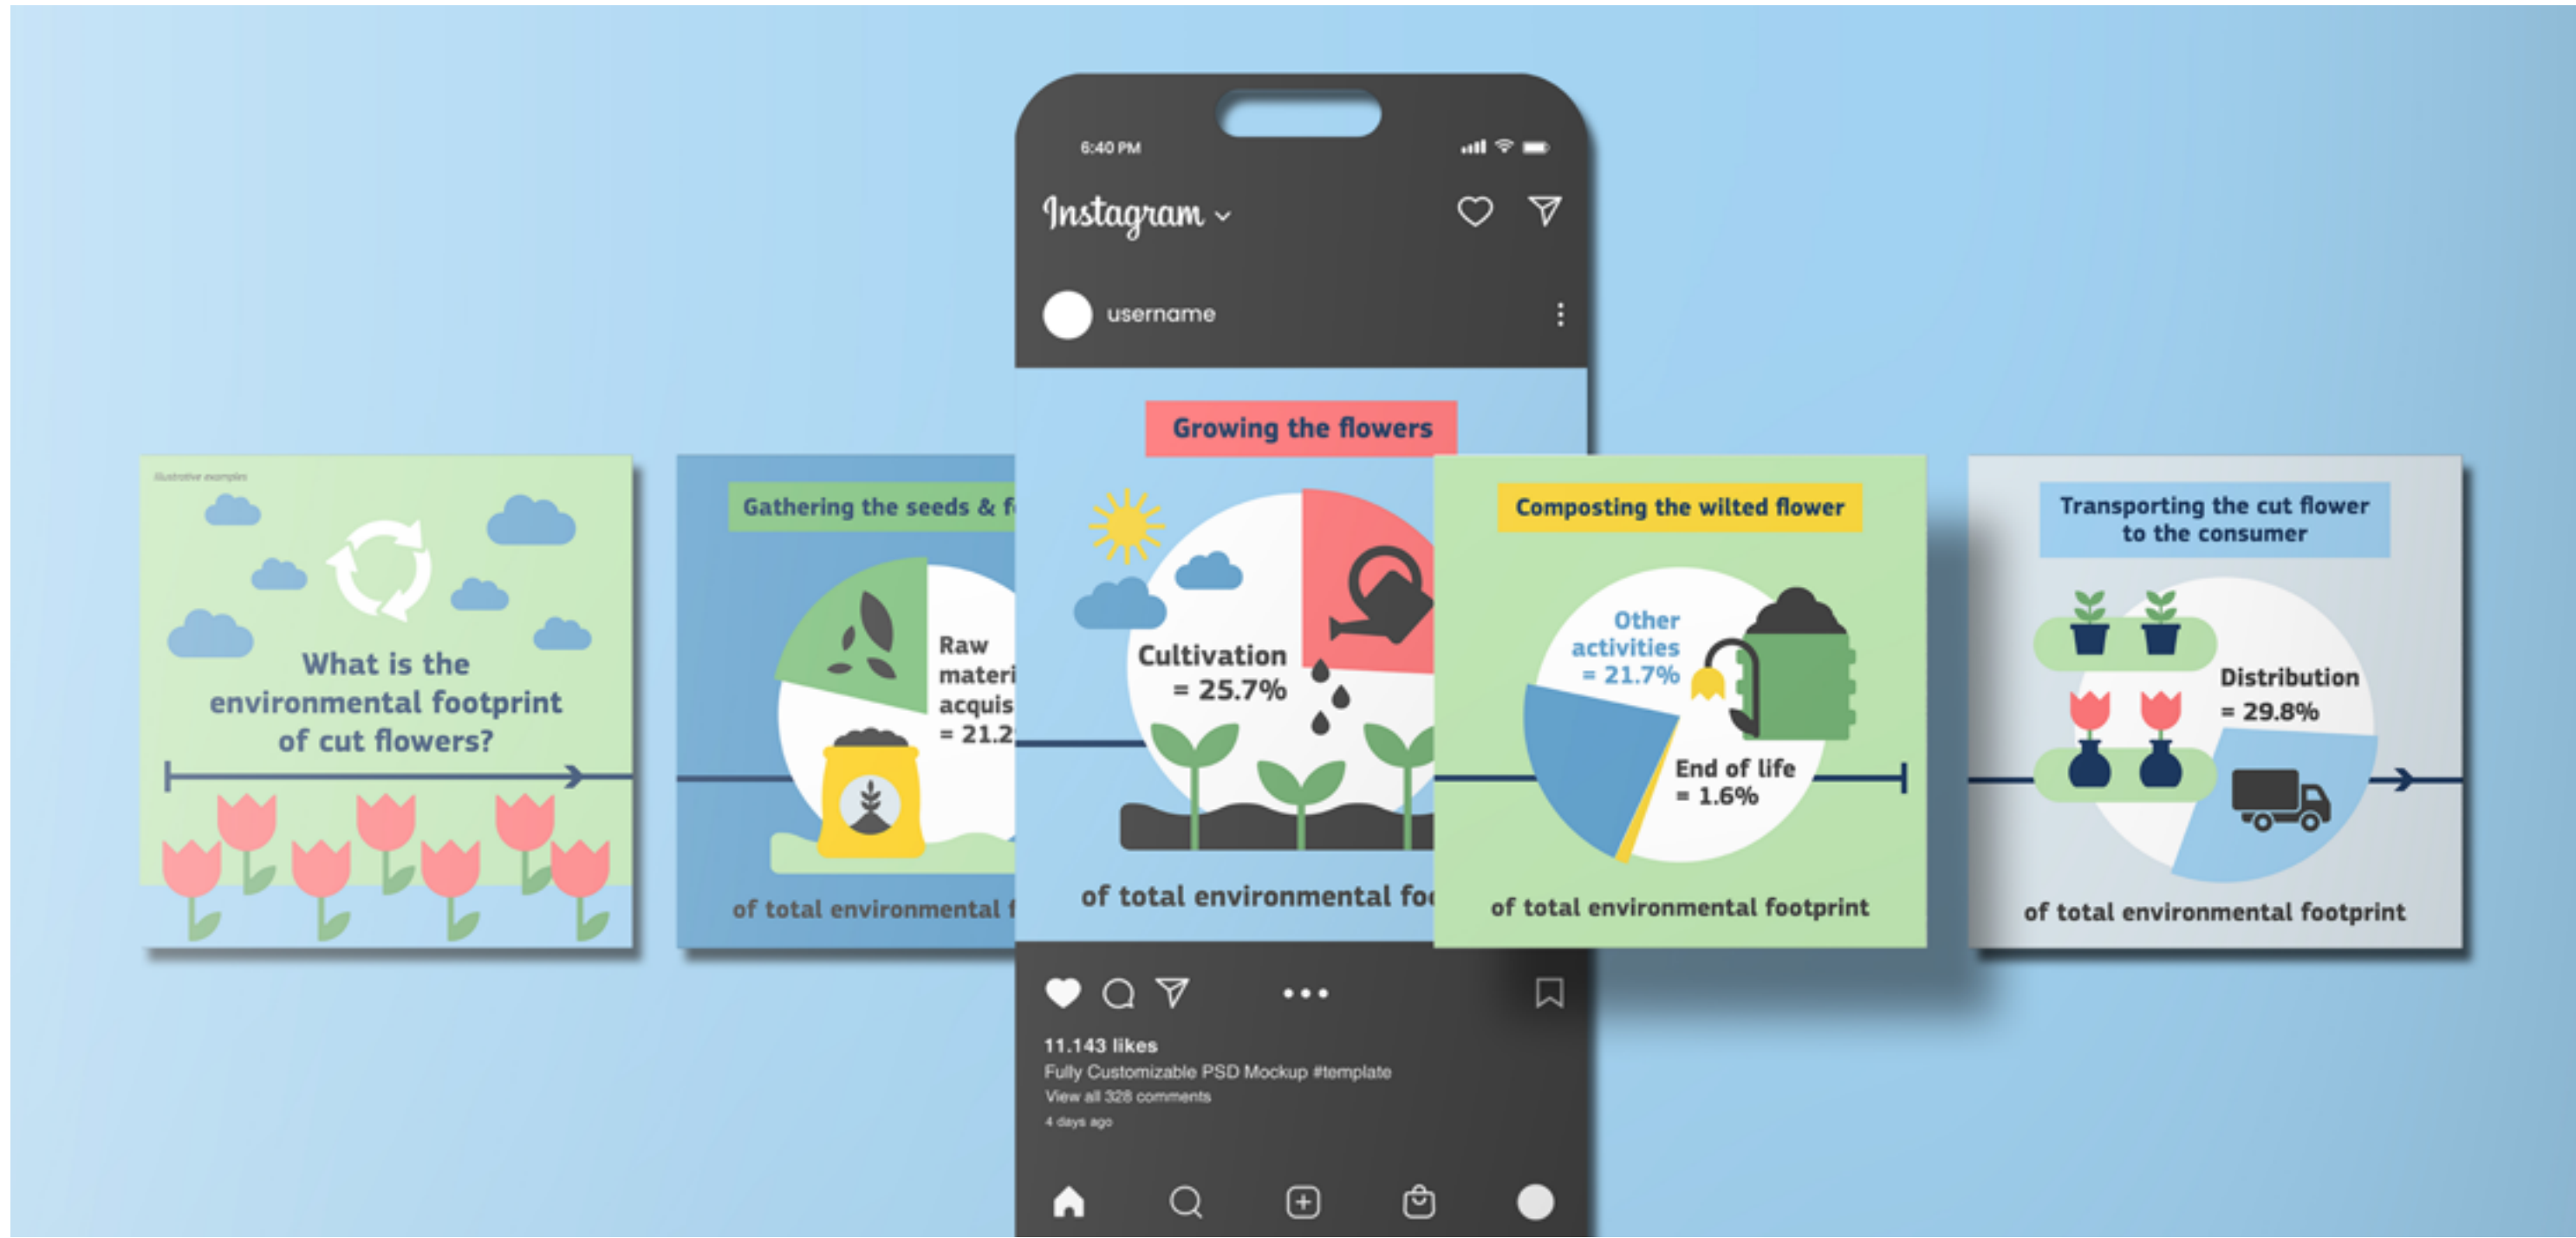 6:40 PM
Instagram
username
Illustrative examples
What is the
environmental footprint
of cut flowers?
Gathering the seeds &
Raw
materi
acquis
= 21.2
of total environmental
Growing the flowers
Cultivation
= 25.7%
of total environmental foo
Composting the wilted flower
Other
activities
= 21.7%
End of life
= 1.6%
of total environmental footprint
Transporting the cut flower
to the consumer
Distribution
= 29.8%
of total environmental footprint
11.143 likes
Fully Customizable PSD Mockup #template
View all 328 comments
4 days ago